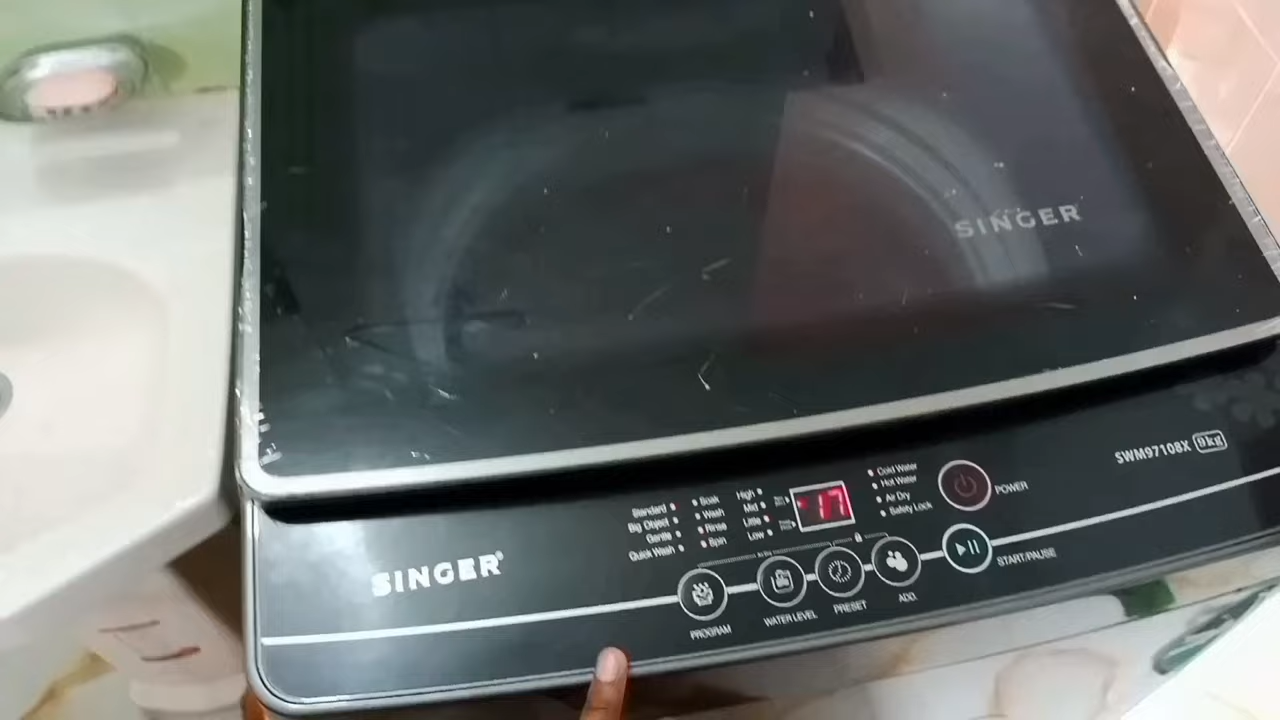 SINGER
SWM97108X 9kg
Standard
Big Object
Gentle
Quick Wash
Soak
Wash
Rinse
Spin
High
Mid
Little
Low
17
Cold Water
Hot Water
Air Dry
Safety Lock
POWER
SINGER®
PROGRAM
WATER LEVEL
PRESET
ADD.
START/PAUSE